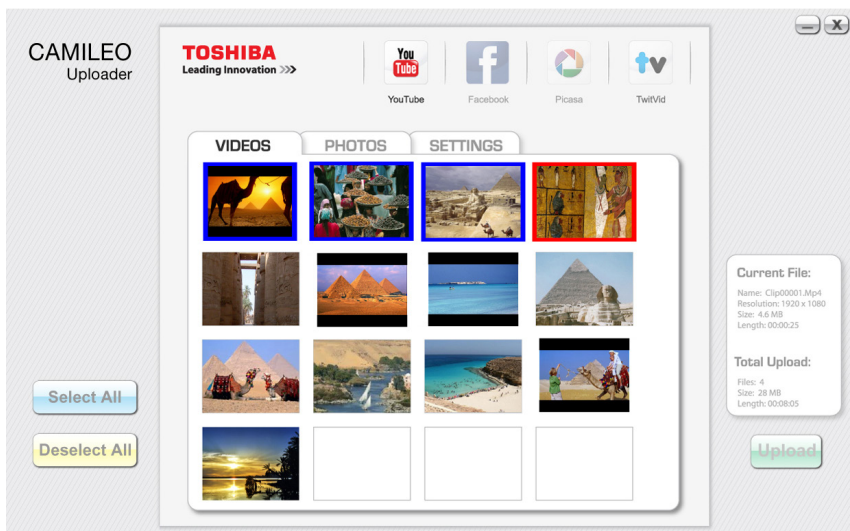 CAMILEO
Uploader
TOSHIBA
Leading Innovation >>>
You
Tube
f
tv
YouTube
Facebook
Picasa
TwitVid
X
VIDEOS
PHOTOS
SETTINGS
Current File:
Name: Clip00001.Mp4
Resolution: 1920 x 1080
Size: 4.6 MB
Length: 00:00:25
Total Upload:
Files: 4
Size: 28 MB
Length: 00:08:05
Select All
Deselect All
Upload